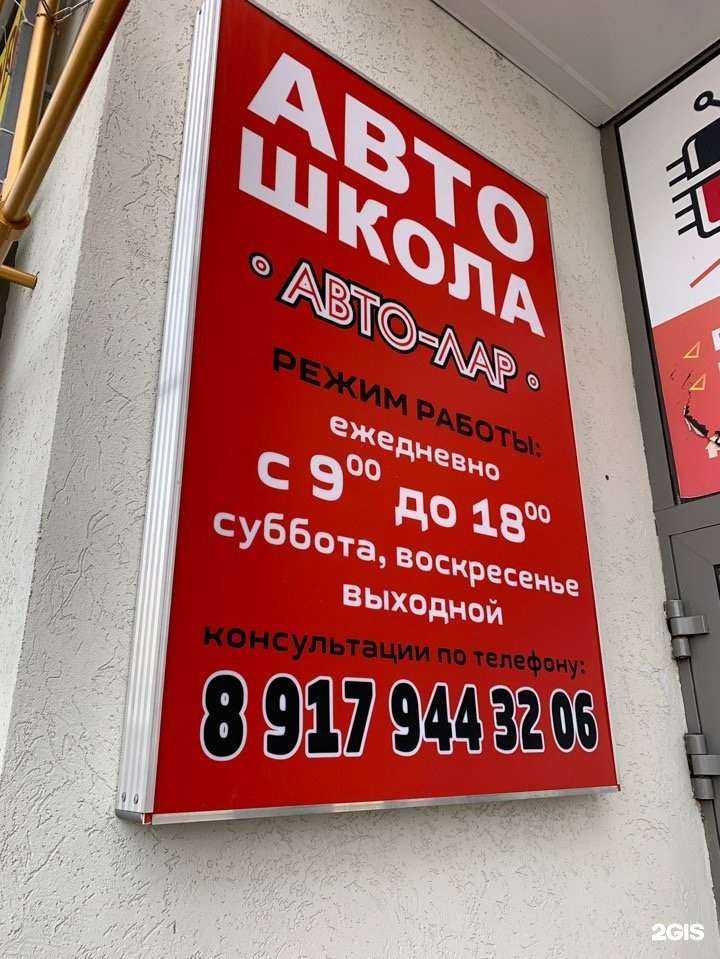 АВТО
ШКОЛА
• АВТО-ЛАР •
РЕЖИМ РАБОТЫ:
ежедневно
с 9⁰⁰ до 18⁰⁰
суббота, воскресенье
выходной
консультации по телефону:
8 917 944 32 06
2GIS